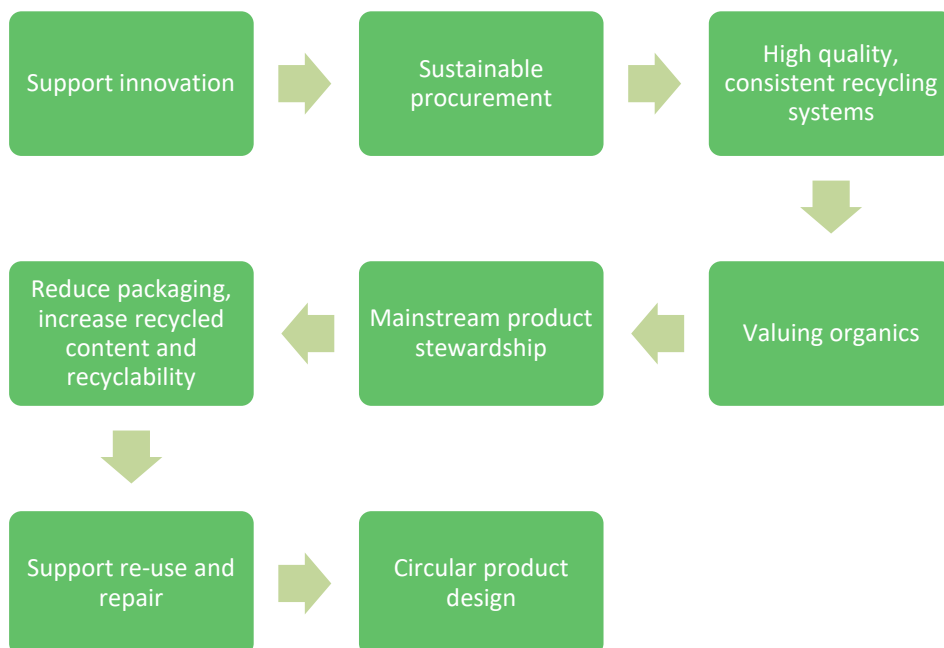 Support innovation
Sustainable
procurement
High quality,
consistent recycling
systems
Valuing organics
Mainstream product
stewardship
Reduce packaging,
increase recycled
content and
recyclability
Support re-use and
repair
Circular product
design